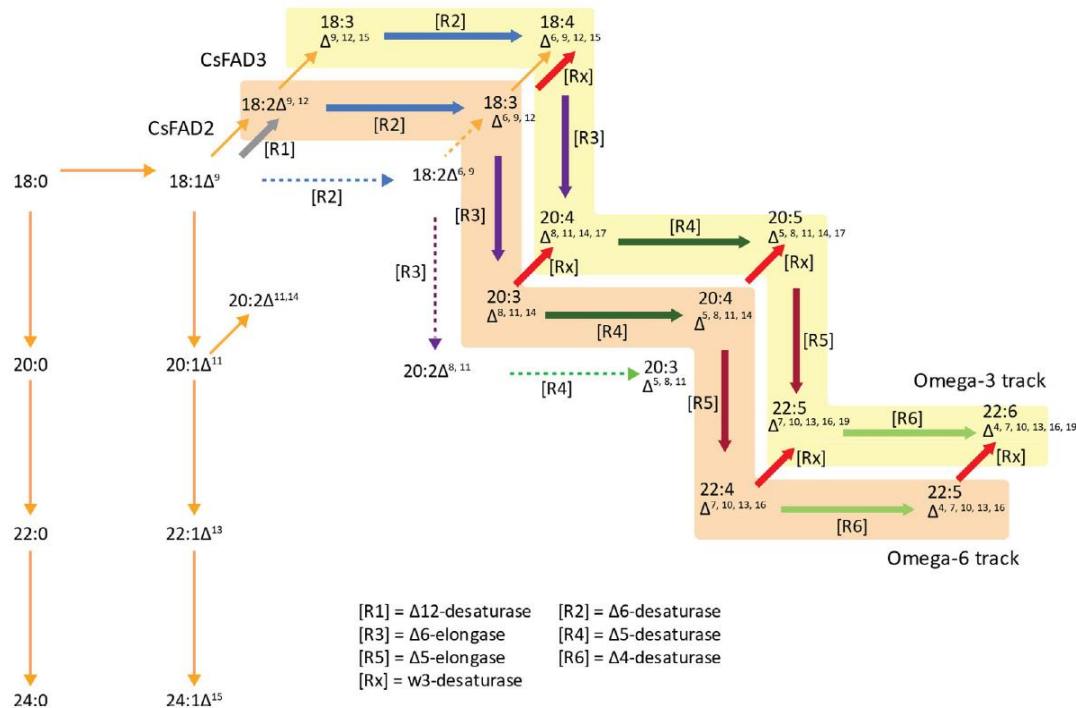 18:3
Δ9, 12, 15
[R2]
18:4
Δ6, 9, 12, 15
CsFAD3
[Rx]
18:2Δ9, 12
[R2]
18:3
Δ6, 9, 12
CsFAD2
[R1]
[R3]
18:0
18:1Δ9
[R2]
18:2Δ6, 9
[R3]
20:4
Δ8, 11, 14, 17
[R4]
20:5
Δ5, 8, 11, 14, 17
[Rx]
[Rx]
[R3]
20:2Δ11,14
20:3
Δ8, 11, 14
[R4]
20:4
Δ5, 8, 11, 14
[R5]
20:0
20:1Δ11
20:2Δ8, 11
[R4]
20:3
Δ5, 8, 11
[R5]
Omega-3 track
22:5
Δ7, 10, 13, 16, 19
[R6]
22:6
Δ4, 7, 10, 13, 16, 19
[Rx]
[Rx]
22:4
Δ7, 10, 13, 16
[R6]
22:5
Δ4, 7, 10, 13, 16
22:0
22:1Δ13
Omega-6 track
[R1] = Δ12-desaturase
[R2] = Δ6-desaturase
[R3] = Δ6-elongase
[R4] = Δ5-desaturase
[R5] = Δ5-elongase
[R6] = Δ4-desaturase
[Rx] = w3-desaturase
24:0
24:1Δ15